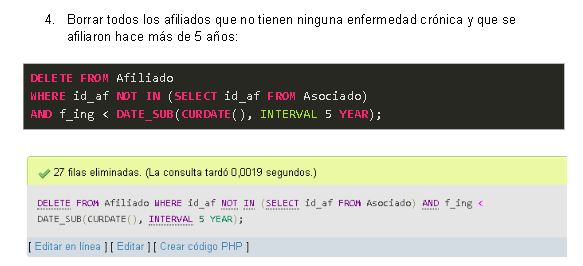 4. Borrar todos los afiliados que no tienen ninguna enfermedad crónica y que se
afiliaron hace más de 5 años:
DELETE FROM Afiliado
WHERE id_af NOT IN (SELECT id_af FROM Asociado)
AND f_ing < DATE_SUB(CURDATE(), INTERVAL 5 YEAR);
27 filas eliminadas. (La consulta tardó 0,0019 segundos.)
DELETE FROM Afiliado WHERE id_af NOT IN (SELECT id_af FROM Asociado) AND f_ing <
DATE_SUB(CURDATE(), INTERVAL 5 YEAR);
[ Editar en línea ] [ Editar ] [ Crear código PHP ]